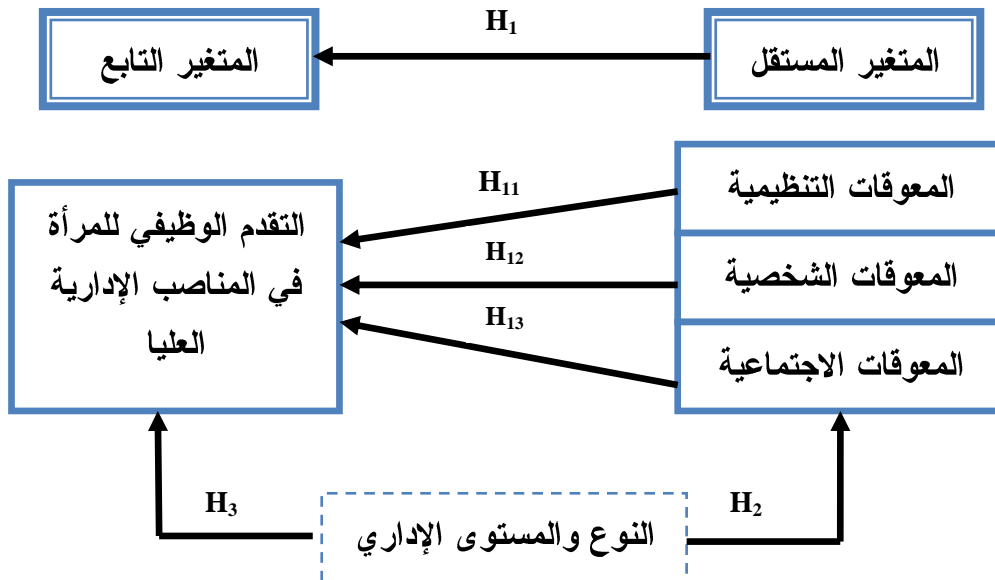 H1
المتغير المستقل
المتغير التابع
المعوقات التنظيمية
H11
التقدم الوظيفي للمرأة
في المناصب الإدارية
العليا
H12
المعوقات الشخصية
H13
المعوقات الاجتماعية
H2
H3
النوع والمستوى الإداري